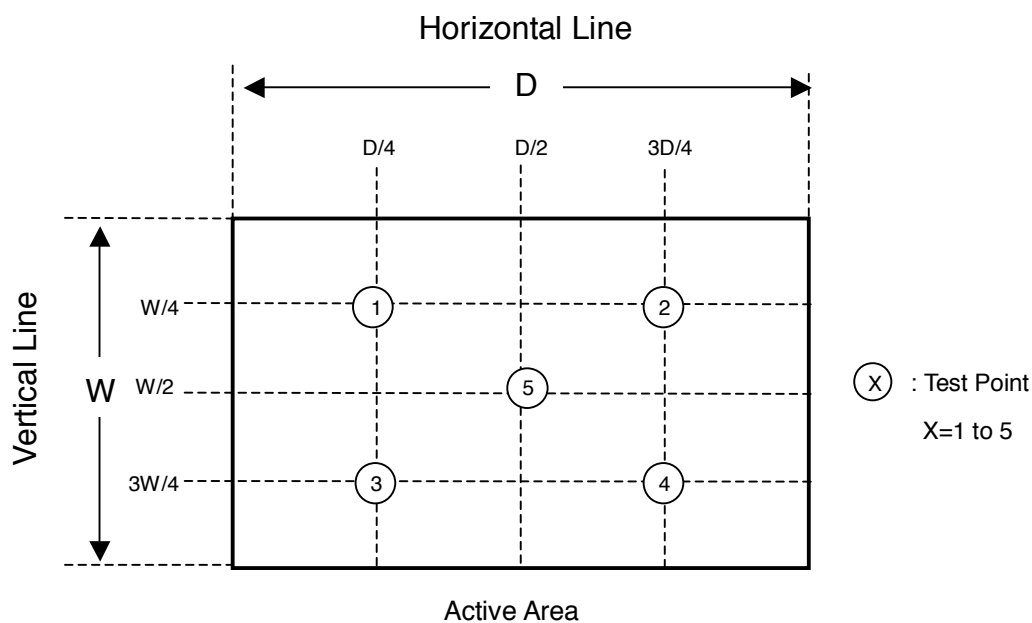 Horizontal Line
D
D/4 D/2 3D/4
Vertical Line
W
W/4
W/2
3W/4
1
2
5
3
4
X : Test Point
X=1 to 5
Active Area